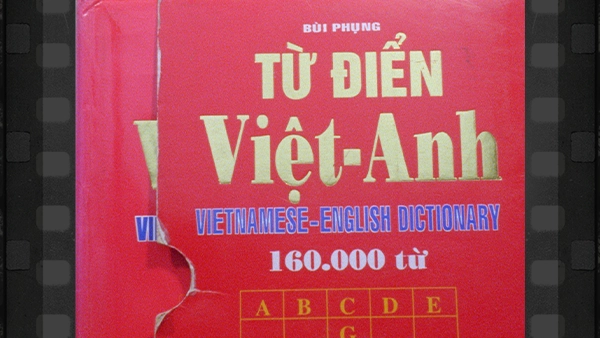 BÙI PHỤNG
TỪ ĐIỂN
Việt-Anh
VIETNAMESE-ENGLISH DICTIONARY
160.000 từ
A B C D E
G